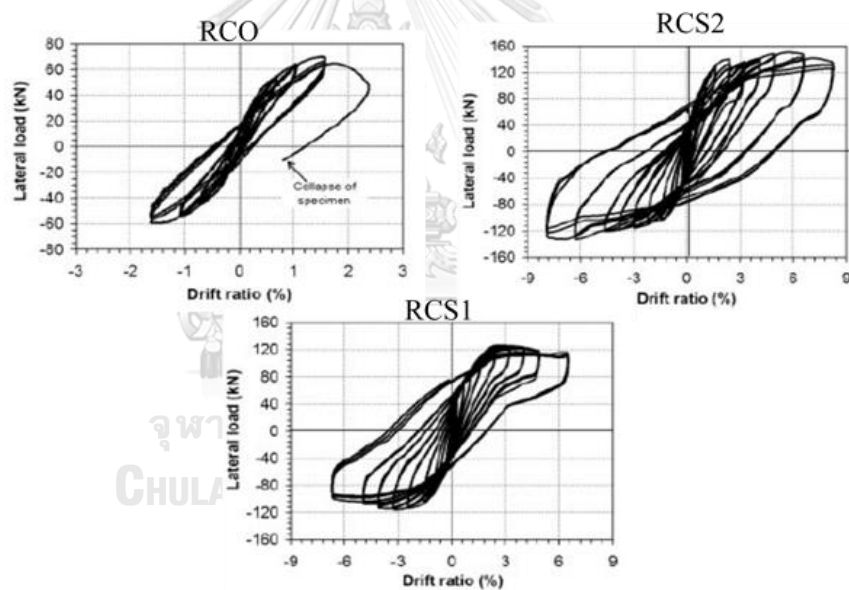 RCO
80
60
40
20
0
-20
-40
-60
-80
Lateral load (kN)
Collapse of
specimen
-3 -2 -1 0 1 2 3
Drift ratio (%)
RCS2
160
120
80
40
0
-40
-80
-120
-160
Lateral load (kN)
-9 -6 -3 0 3 6 9
Drift ratio (%)
RCS1
160
120
80
40
0
-40
-80
-120
-160
Lateral load (kN)
-9 -6 -3 0 3 6 9
Drift ratio (%)
จุฬา
CHULA